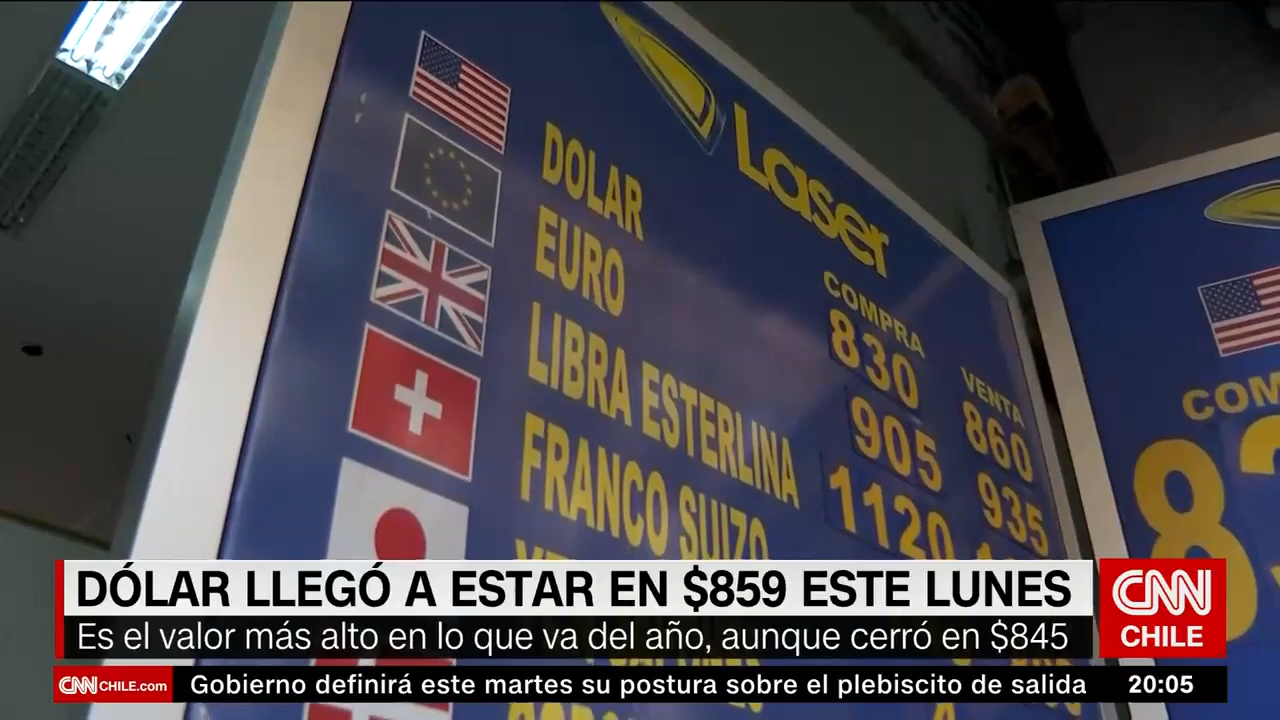 Laser
COMPRA
VENTA
DOLAR 830 860
EURO 905 935
LIBRA ESTERLINA 1120
FRANCO SUIZO
DÓLAR LLEGÓ A ESTAR EN $859 ESTE LUNES
Es el valor más alto en lo que va del año, aunque cerró en $845
CNN CHILE
CNNCHILE.com Gobierno definirá este martes su postura sobre el plebiscito de salida 20:05